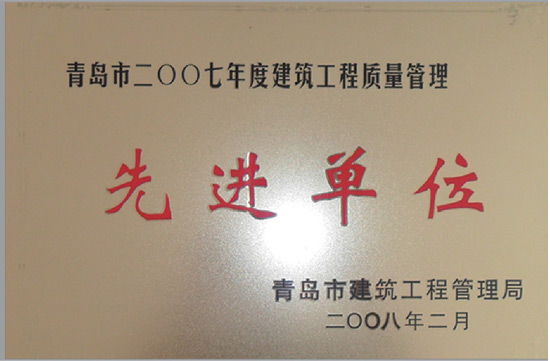 青岛市二〇〇七年度建筑工程质量管理
先进单位
青岛市建筑工程管理局
二〇〇八年二月